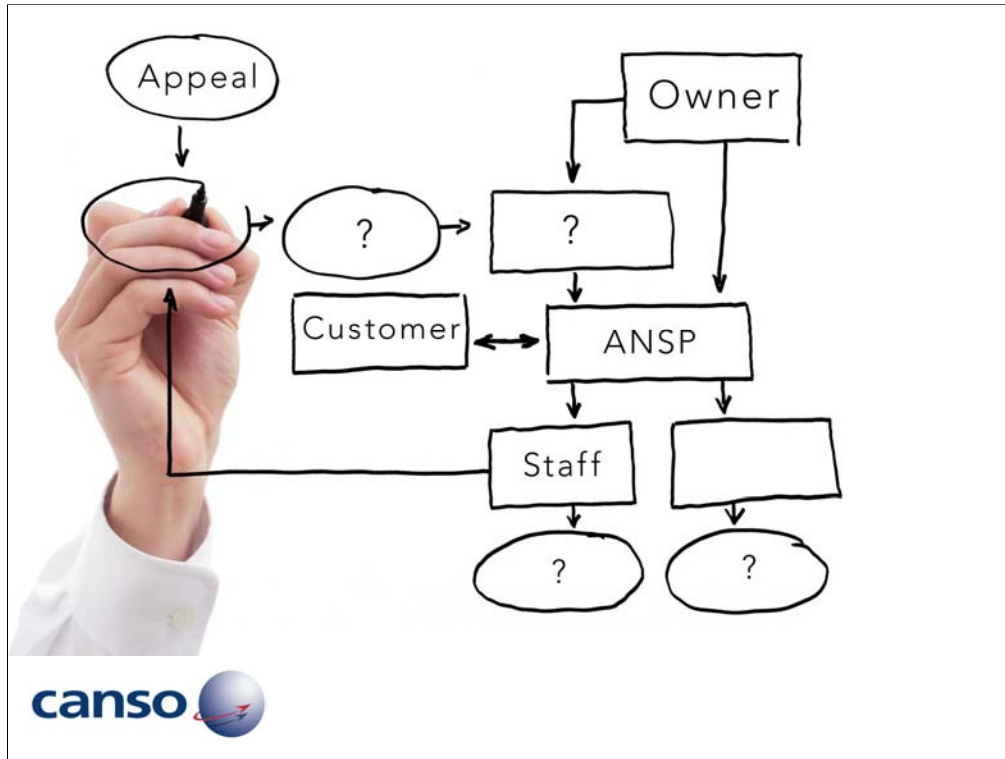 Appeal
Owner
?
?
Customer
ANSP
Staff
?
?
canso